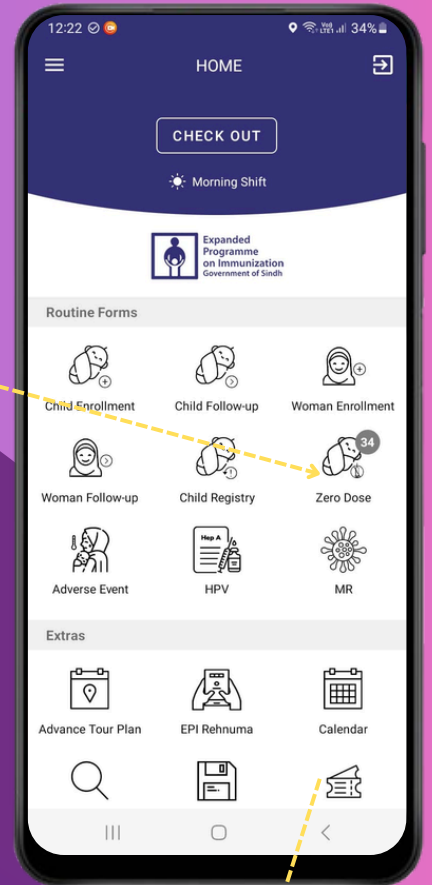 12:22
34%
HOME
CHECK OUT
Morning Shift
Expanded
Programme
on Immunization
Government of Sindh
Routine Forms
Child Enrollment
Child Follow-up
Woman Enrollment
34
Woman Follow-up
Child Registry
Zero Dose
Hep A
Adverse Event
HPV
MR
Extras
Advance Tour Plan
EPI Rehnuma
Calendar